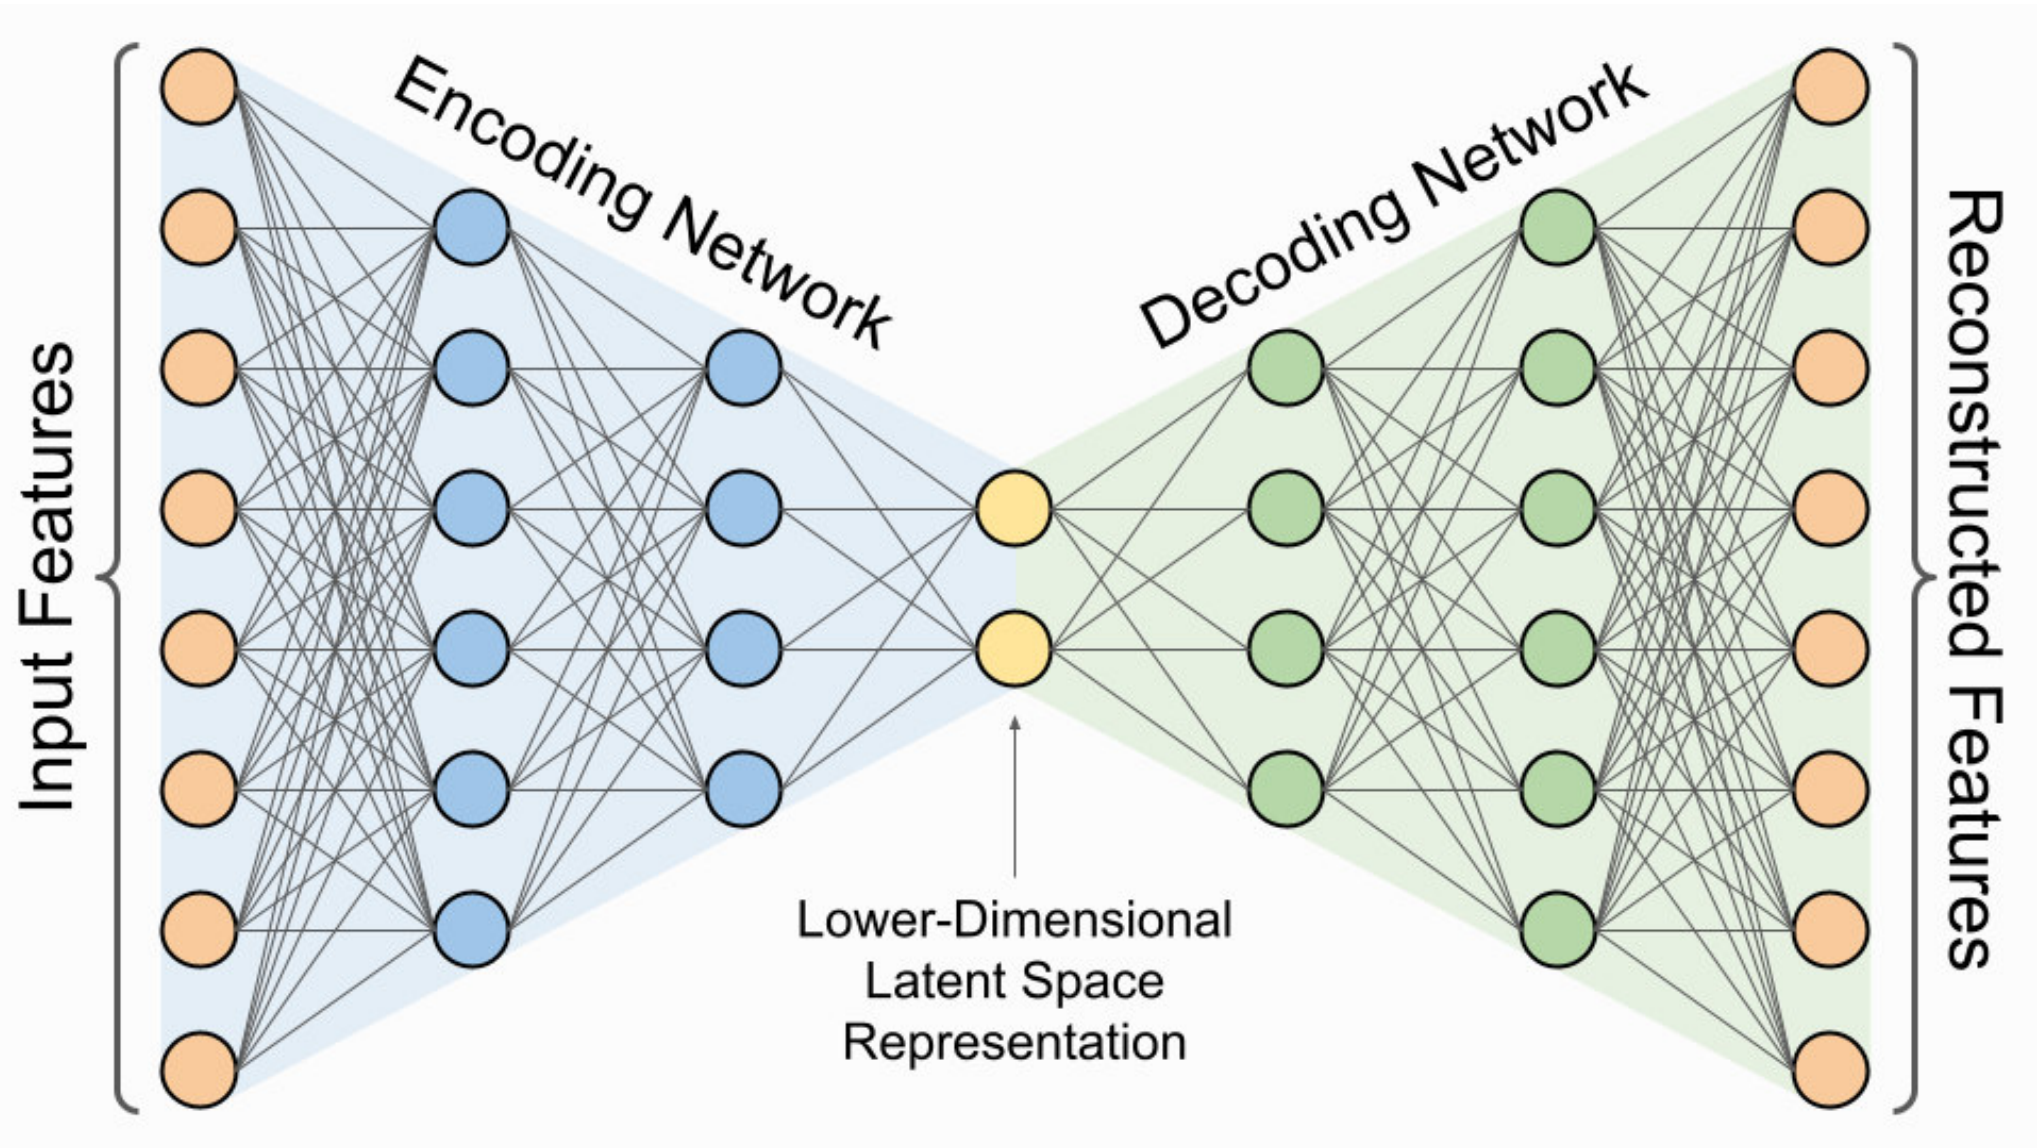 Input Features
Encoding Network
Lower-Dimensional
Latent Space
Representation
Decoding Network
Reconstructed Features